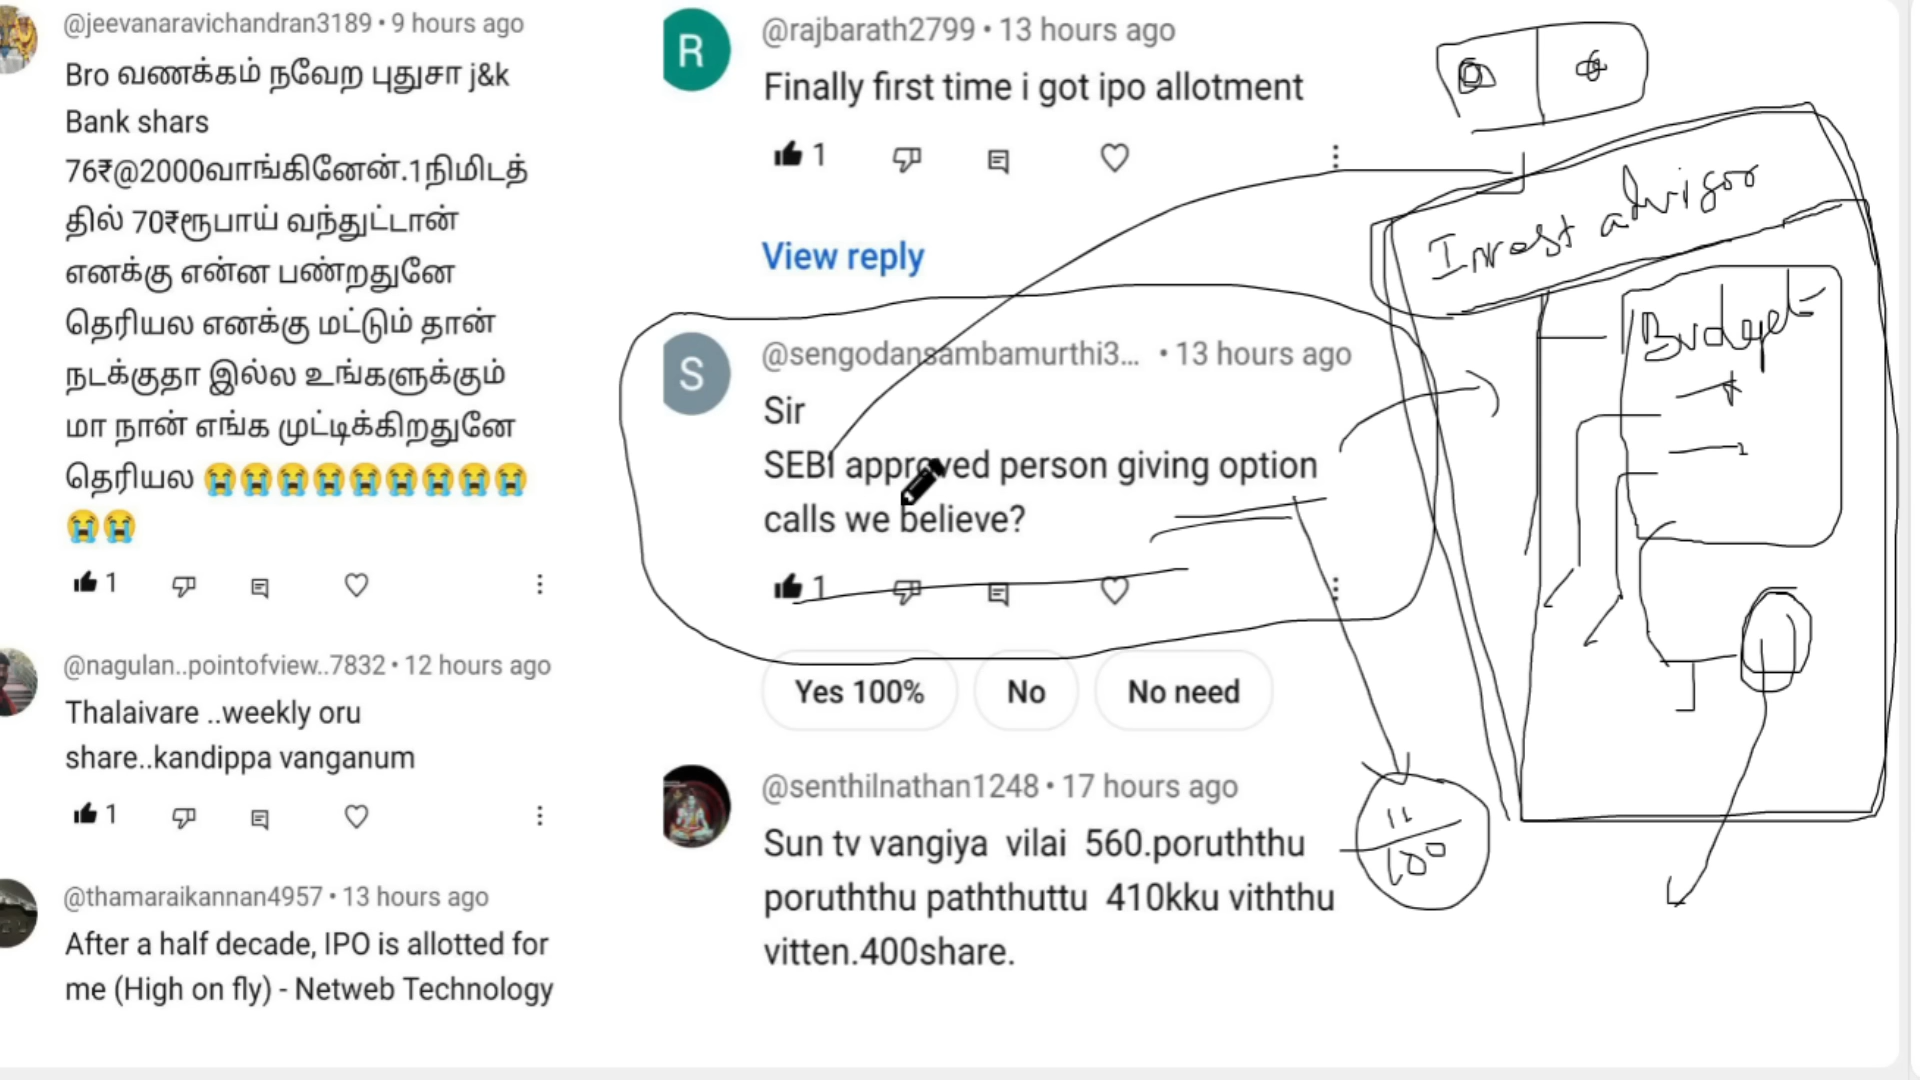 @jeevanaravichandran3189 • 9 hours ago
Bro வணக்கம் நவேற புதுசா j&k
Bank shars
76₹@2000வாங்கினேன்.1நிமிடத்
தில் 70₹ரூபாய் வந்துட்டான்
எனக்கு என்ன பண்றதுனே
தெரியல எனக்கு மட்டும் தான்
நடக்குதா இல்ல உங்களுக்கும்
மா நான் எங்க முட்டிக்கிறதுனே
தெரியல 😭😭😭😭😭😭😭😭😭
😭😭
1
@nagulan..pointofview..7832 • 12 hours ago
Thalaivare ..weekly oru
share..kandippa vanganum
1
@thamaraikannan4957 • 13 hours ago
After a half decade, IPO is allotted for
me (High on fly) - Netweb Technology
R
@rajbarath2799 • 13 hours ago
Finally first time i got ipo allotment
1
View reply
S
@sengodansambamurthi3... • 13 hours ago
Sir
SEBI approved person giving option
calls we believe?
1
Yes 100% No No need
@senthilnathan1248 • 17 hours ago
Sun tv vangiya vilai 560.poruththu
poruththu paththuttu 410kku viththu
vitten.400share.
Invest advisor
Budget
11
100